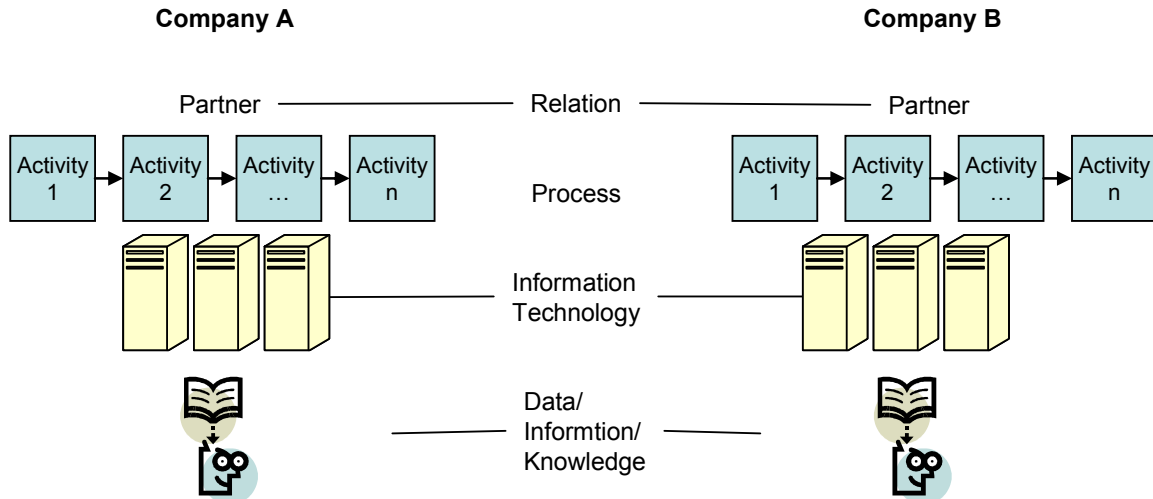 Company A
Company B
Partner
Relation
Partner
Activity
1
Activity
2
Activity
…
Activity
n
Process
Activity
1
Activity
2
Activity
…
Activity
n
Information
Technology
Data/
Informtion/
Knowledge